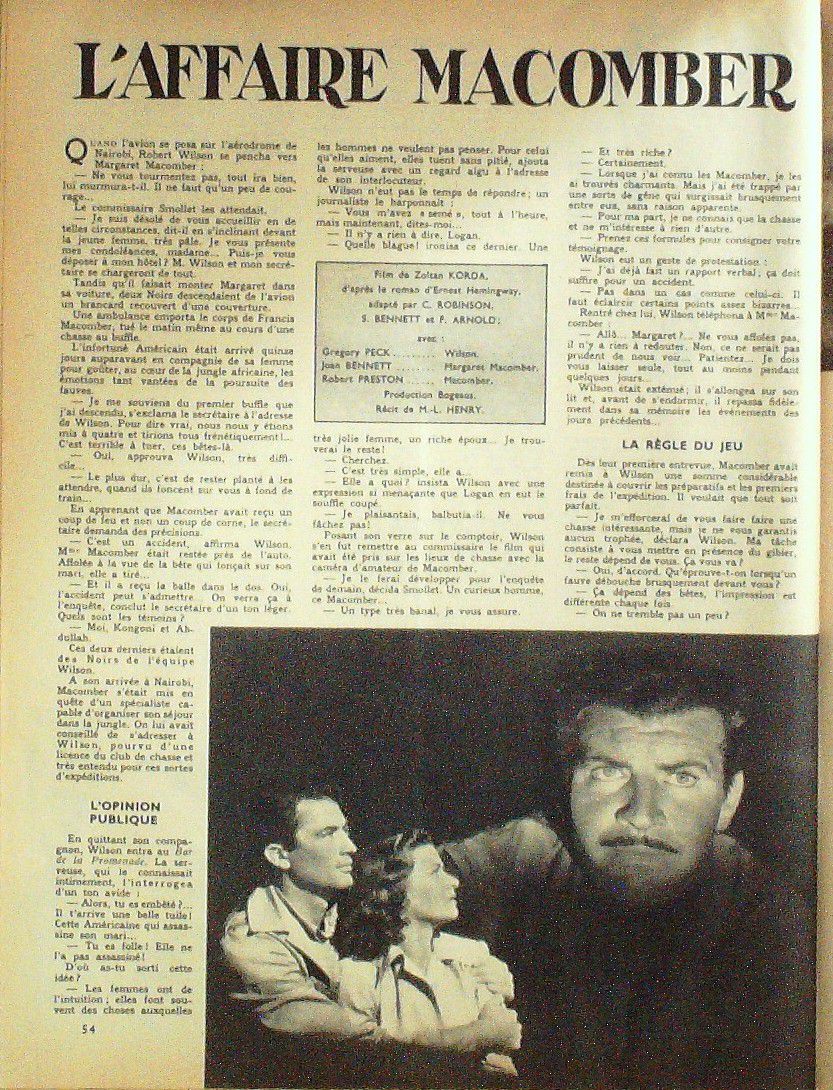 L'AFFAIRE MACOMBER
QUAND l'avion se posa sur l'aérodrome de
Nairobi, Robert Wilson se pencha vers
Margaret Macomber :
— Ne vous tourmentez pas, tout ira bien,
lui murmura-t-il. Il ne faut qu'un peu de cou-
rage...
Le commissaire Smollet les attendait.
— Je suis désolé de vous accueillir en de
telles circonstances, dit-il en s'inclinant devant
la jeune femme, très pâle. Je vous présente
mes condoléances, madame... Puis-je vous
déposer à mon hôtel ? M. Wilson et mon secré-
taire se chargeront de tout.
Tandis qu'il faisait monter Margaret dans
sa voiture, deux Noirs descendaient de l'avion
un brancard recouvert d'une couverture.
Une ambulance emporta le corps de Francis
Macomber, tué le matin même au cours d'une
chasse au buffle.
L'infortuné Américain était arrivé quinze
jours auparavant en compagnie de sa femme
pour goûter, au cœur de la jungle africaine, les
émotions tant vantées de la poursuite des
fauves.
— Je me souviens du premier buffle que
j'ai descendu, s'exclama le secrétaire à l'adresse
de Wilson. Pour dire vrai, nous nous y étions
mis à quatre et tirions tous frénétiquement !...
C'est terrible à tuer, ces bêtes-là.
— Oui, approuva Wilson, très diffi-
cile...
— Le plus dur, c'est de rester planté à les
attendre, quand ils foncent sur vous à fond de
train...
En apprenant que Macomber avait reçu un
coup de feu et non un coup de corne, le secré-
taire demanda des précisions.
— C'est un accident, affirma Wilson.
Mme Macomber était restée près de l'auto.
Affolée à la vue de la bête qui fonçait sur son
mari, elle a tiré...
— Et il a reçu la balle dans le dos. Oui,
l'accident peut s'admettre... On verra ça à
l'enquête, conclut le secrétaire d'un ton léger.
Quels sont les témoins ?
— Moi, Kongoni et Ab-
dullah.
Ces deux derniers étaient
des Noirs de l'équipe
Wilson.
A son arrivée à Nairobi,
Macomber s'était mis en
quête d'un spécialiste ca-
pable d'organiser son séjour
dans la jungle. On lui avait
conseillé de s'adresser à
Wilson, pourvu d'une
licence du club de chasse et
très entendu pour ces sortes
d'expéditions.
L'OPINION
PUBLIQUE
En quittant son compa-
gnon, Wilson entra au Bar
de la Promenade. La ser-
veuse, qui le connaissait
intimement, l'interrogea
d'un ton avide :
— Alors, tu es embêté ?...
Il t'arrive une belle tuile !
Cette Américaine qui assas-
sine son mari...
— Tu es folle ! Elle ne
l'a pas assassiné !
D'où as-tu sorti cette
idée ?
— Les femmes ont de
l'intuition ; elles font sou-
vent des choses auxquelles
54
les hommes ne veulent pas penser. Pour celui
qu'elles aiment, elles tuent sans pitié, ajouta
la serveuse avec un regard aigu à l'adresse
de son interlocuteur.
Wilson n'eut pas le temps de répondre ; un
journaliste le harponnait :
— Vous m'avez « semé », tout à l'heure,
mais maintenant, dites-moi...
— Il n'y a rien à dire, Logan.
— Quelle blague ! ironisa ce dernier. Une
Film de Zoltan KORDA,
d'après le roman d'Ernest Hemingway,
adapté par C. ROBINSON,
S. BENNETT et F. ARNOLD ;
avec :
Gregory PECK ..... Wilson.
Joan BENNETT ...... Margaret Macomber.
Robert PRESTON ...... Macomber.
Production Bogeaus.
Récit de M.-L. HENRY.
très jolie femme, un riche époux... Je trou-
verai le reste !
— Cherchez.
— C'est très simple, elle a...
— Elle a quoi ? insista Wilson avec une
expression si menaçante que Logan en eut le
souffle coupé.
— Je plaisantais, balbutia-il. Ne vous
fâchez pas !
Posant son verre sur le comptoir, Wilson
s'en fut remettre au commissaire le film qui
avait été pris sur les lieux de chasse avec la
caméra d'amateur de Macomber.
— Je le ferai développer pour l'enquête
de demain, décida Smollet. Un curieux homme,
ce Macomber...
— Un type très banal, je vous assure.
— Et très riche ?
— Certainement.
— Lorsque j'ai connu les Macomber, je les
ai trouvés charmants. Mais j'ai été frappé par
une sorte de gêne qui surgissait brusquement
entre eux, sans raison apparente.
— Pour ma part, je ne connais que la chasse
et ne m'intéresse à rien d'autre.
— Prenez ces formules pour consigner votre
témoignage.
Wilson eut un geste de protestation :
— J'ai déjà fait un rapport verbal ; ça doit
suffire pour un accident.
— Pas dans un cas comme celui-ci. Il
faut éclaircir certains points assez bizarres...
Rentré chez lui, Wilson téléphona à Mme Ma-
comber :
— Allô... Margaret ?... Ne vous affolez pas,
il n'y a rien à redouter. Non, ce ne serait pas
prudent de nous voir... Patientez... Je dois
vous laisser seule, tout au moins pendant
quelques jours...
Wilson était exténué ; il s'allongea sur son
lit et, avant de s'endormir, il repassa fidèle-
ment dans sa mémoire les événements des
jours précédents...
LA RÈGLE DU JEU
Dès leur première entrevue, Macomber avait
remis à Wilson une somme considérable
destinée à couvrir les préparatifs et les premiers
frais de l'expédition. Il voulait que tout soit
parfait.
— Je m'efforcerai de vous faire faire une
chasse intéressante, mais je ne vous garantis
aucun trophée, déclara Wilson. Ma tâche
consiste à vous mettre en présence du gibier,
le reste dépend de vous. Ça vous va ?
— Oui, d'accord. Qu'éprouve-t-on lorsqu'un
fauve débouche brusquement devant vous ?
— Ça dépend des bêtes, l'impression est
différente chaque fois.
— On ne tremble pas un peu ?